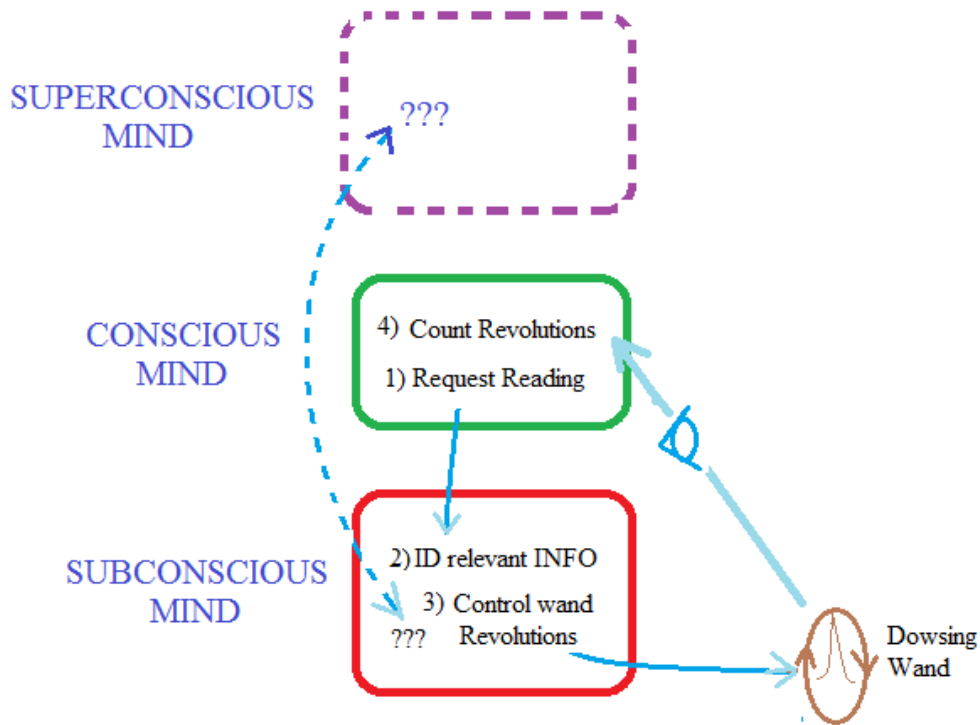 SUPERCONSCIOUS
MIND
???
CONSCIOUS
MIND
4) Count Revolutions
1) Request Reading
SUBCONSCIOUS
MIND
2) ID relevant INFO
3) Control wand
??? Revolutions
Dowsing
Wand